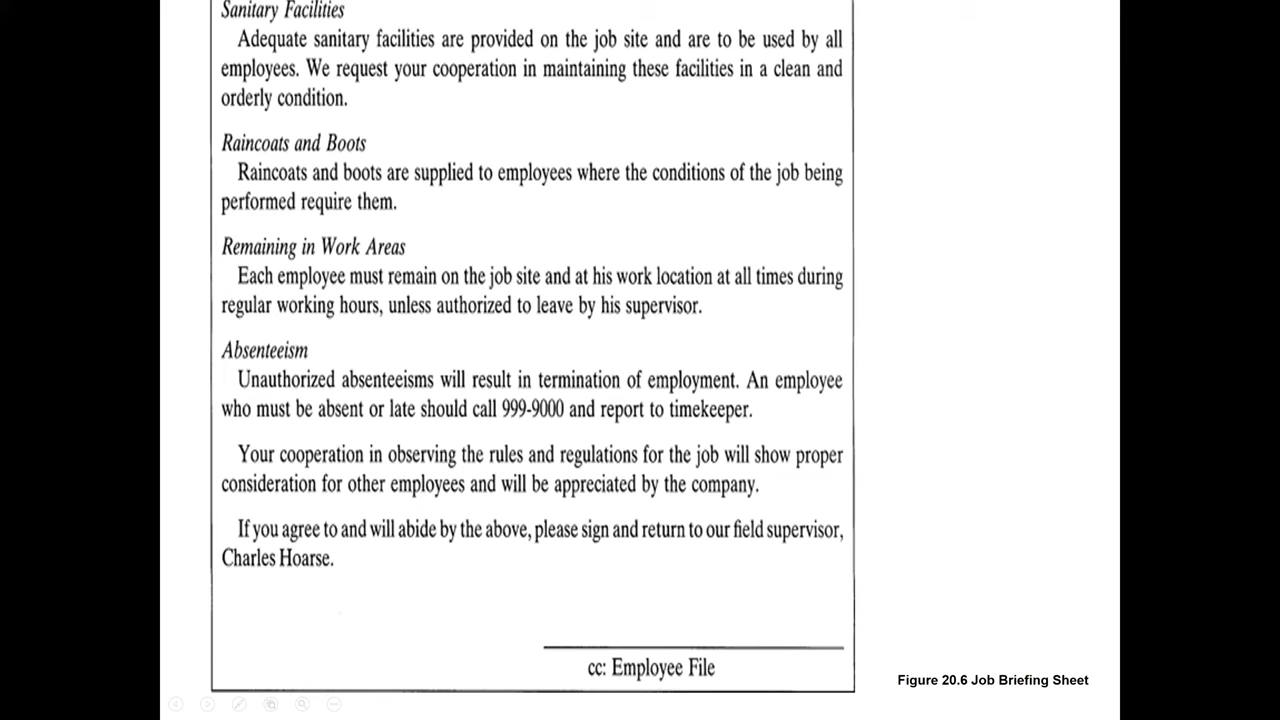 Sanitary Facilities
Adequate sanitary facilities are provided on the job site and are to be used by all
employees. We request your cooperation in maintaining these facilities in a clean and
orderly condition.
Raincoats and Boots
Raincoats and boots are supplied to employees where the conditions of the job being
performed require them.
Remaining in Work Areas
Each employee must remain on the job site and at his work location at all times during
regular working hours, unless authorized to leave by his supervisor.
Absenteeism
Unauthorized absenteeisms will result in termination of employment. An employee
who must be absent or late should call 999-9000 and report to timekeeper.
Your cooperation in observing the rules and regulations for the job will show proper
consideration for other employees and will be appreciated by the company.
If you agree to and will abide by the above, please sign and return to our field supervisor,
Charles Hoarse.
cc: Employee File
Figure 20.6 Job Briefing Sheet